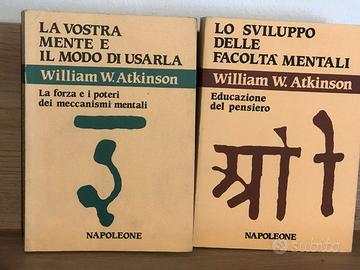 LA VOSTRA
MENTE E
IL MODO DI USARLA
William W. Atkinson
La forza e i poteri
dei meccanismi mentali
NAPOLEONE
LO SVILUPPO
DELLE
FACOLTA' MENTALI
William W. Atkinson
Educazione
del pensiero
NAPOLEONE
subito